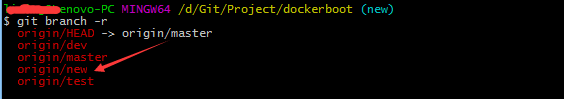 enovo-PC MINGW64 /d/Git/Project/dockerboot (new)
$ git branch -r
origin/HEAD -> origin/master
origin/dev
origin/master
origin/new
origin/test